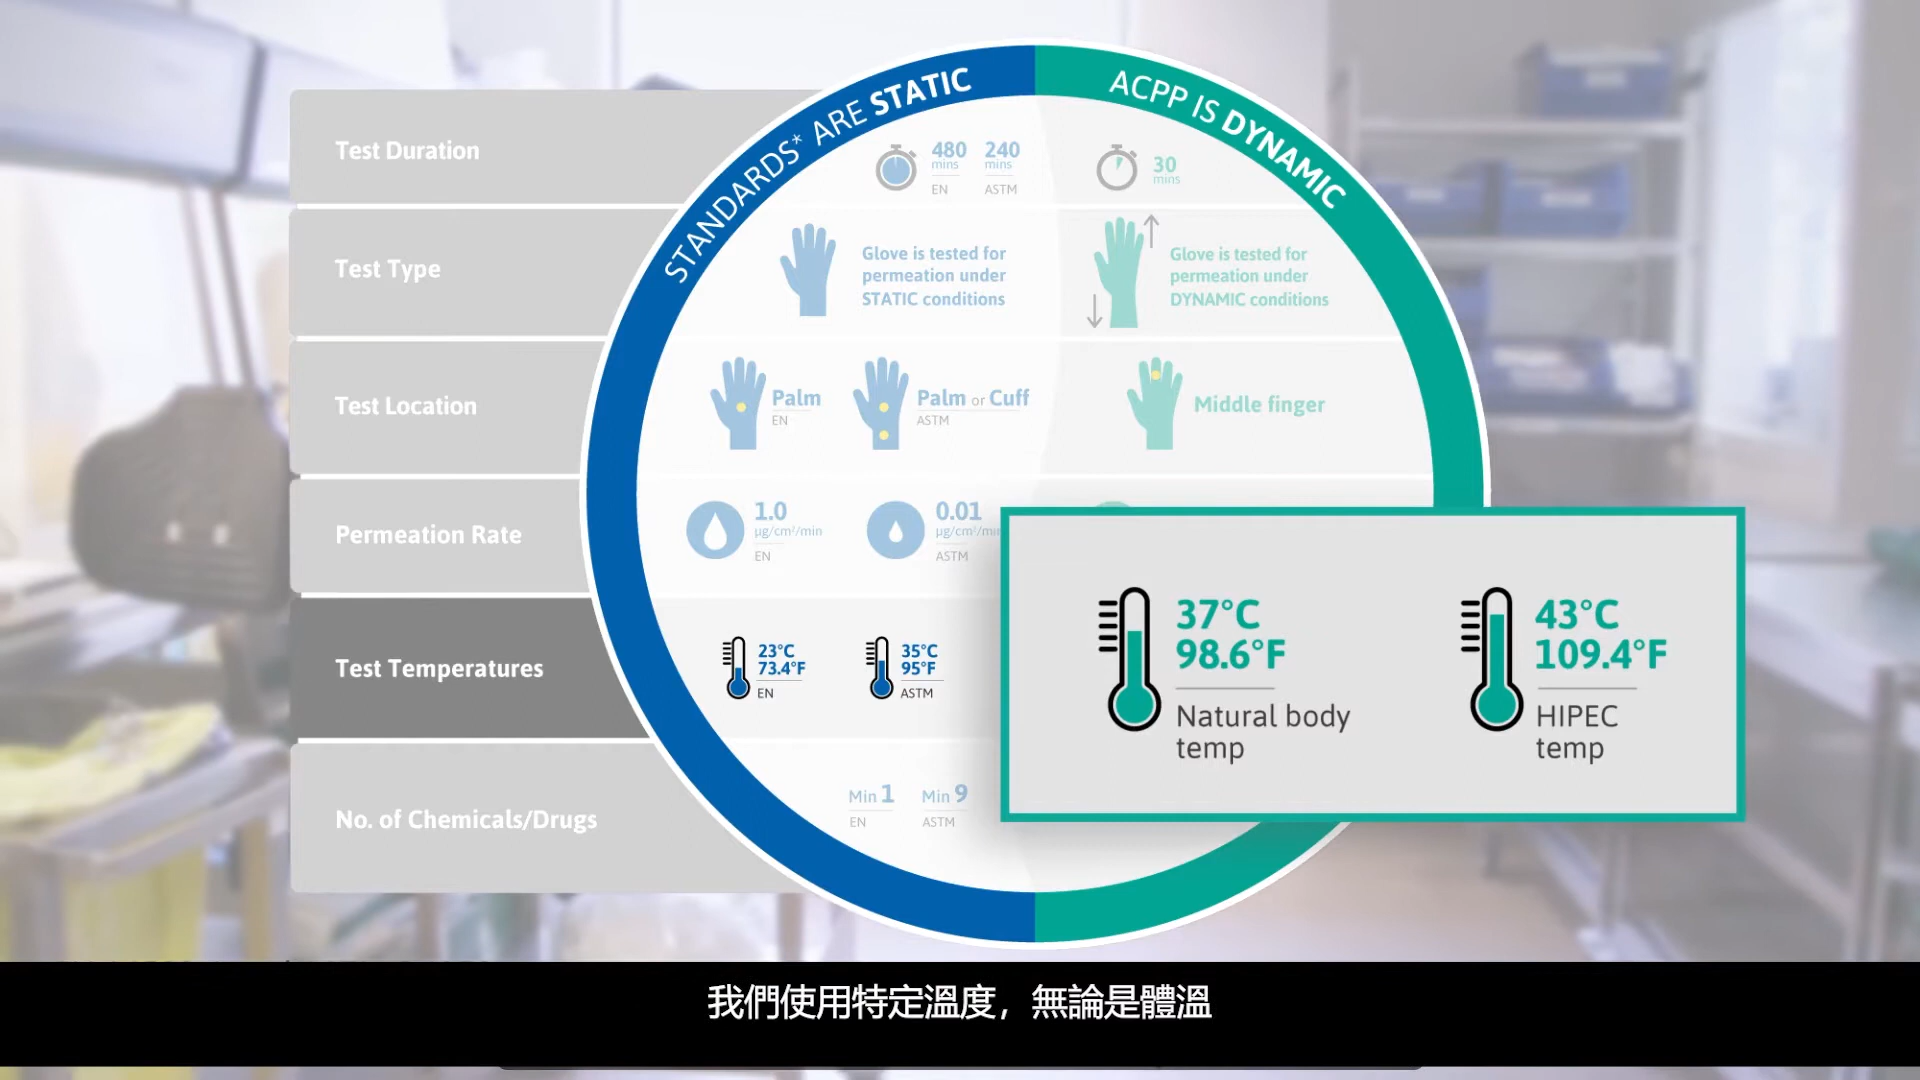 STANDARDS* ARE STATIC
ACPP IS DYNAMIC
Test Duration
480
mins
EN
240
mins
ASTM
30
mins
Test Type
Glove is tested for
permeation under
STATIC conditions
Glove is tested for
permeation under
DYNAMIC conditions
Test Location
Palm
EN
Palm or Cuff
ASTM
Middle finger
Permeation Rate
1.0
µg/cm²/min
EN
0.01
µg/cm²/min
ASTM
Test Temperatures
23°C
73.4°F
EN
35°C
95°F
ASTM
37°C
98.6°F
Natural body
temp
43°C
109.4°F
HIPEC
temp
No. of Chemicals/Drugs
Min 1
EN
Min 9
ASTM
我們使用特定溫度，無論是體溫